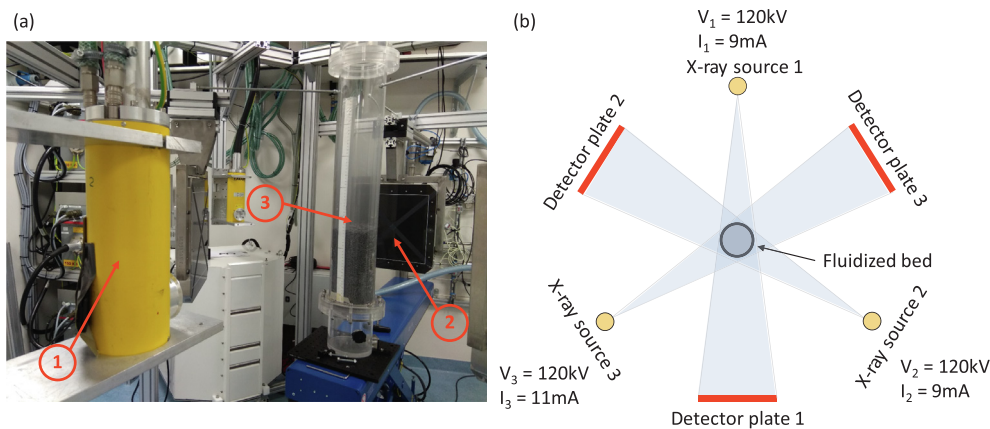 (a)
1
2
3
(b)
V₁ = 120kV
I₁ = 9mA
X-ray source 1
Detector plate 2
Detector plate 3
Fluidized bed
X-ray source 3
X-ray source 2
V₃ = 120kV
I₃ = 11mA
V₂ = 120kV
I₂ = 9mA
Detector plate 1